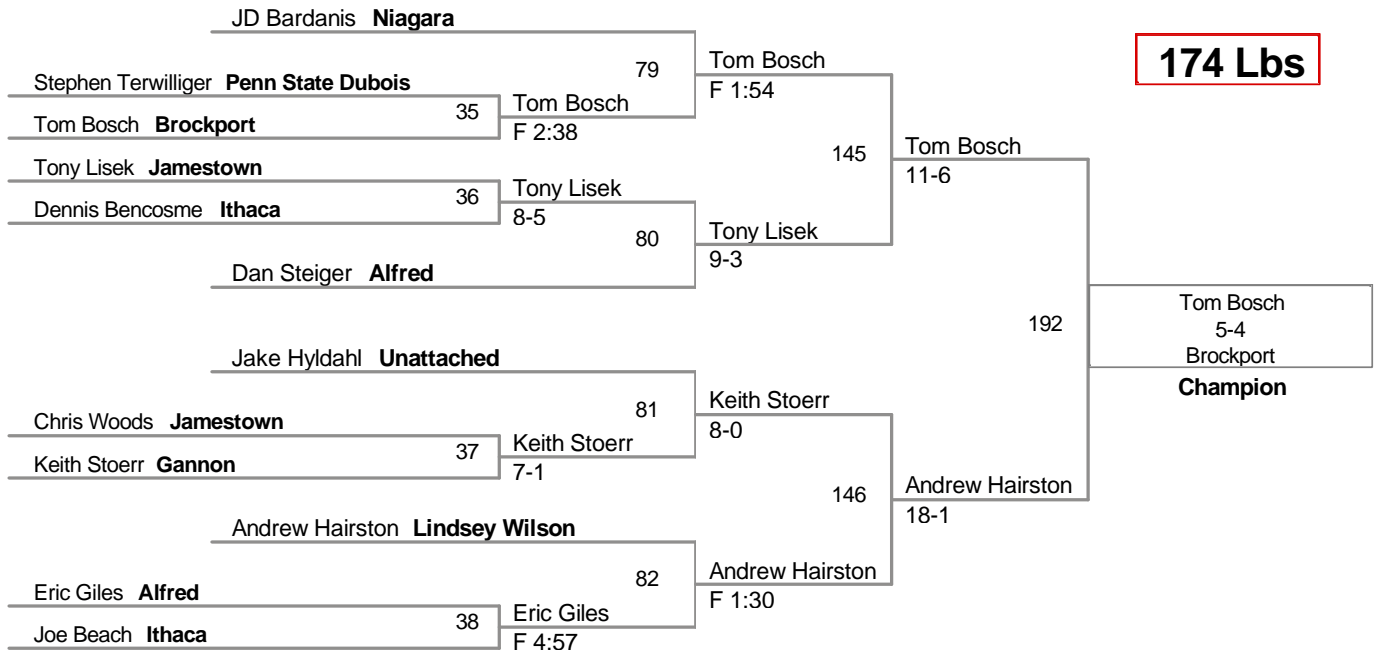 JD Bardanis Niagara
174 Lbs
79
Tom Bosch
F 1:54
Stephen Terwilliger Penn State Dubois
35
Tom Bosch
F 2:38
Tom Bosch Brockport
145
Tom Bosch
11-6
Tony Lisek Jamestown
36
Tony Lisek
8-5
Dennis Bencosme Ithaca
80
Tony Lisek
9-3
Dan Steiger Alfred
192
Tom Bosch
5-4
Brockport
Champion
Jake Hyldahl Unattached
81
Keith Stoerr
8-0
Chris Woods Jamestown
37
Keith Stoerr
7-1
Keith Stoerr Gannon
146
Andrew Hairston
18-1
Andrew Hairston Lindsey Wilson
82
Andrew Hairston
F 1:30
Eric Giles Alfred
38
Eric Giles
F 4:57
Joe Beach Ithaca